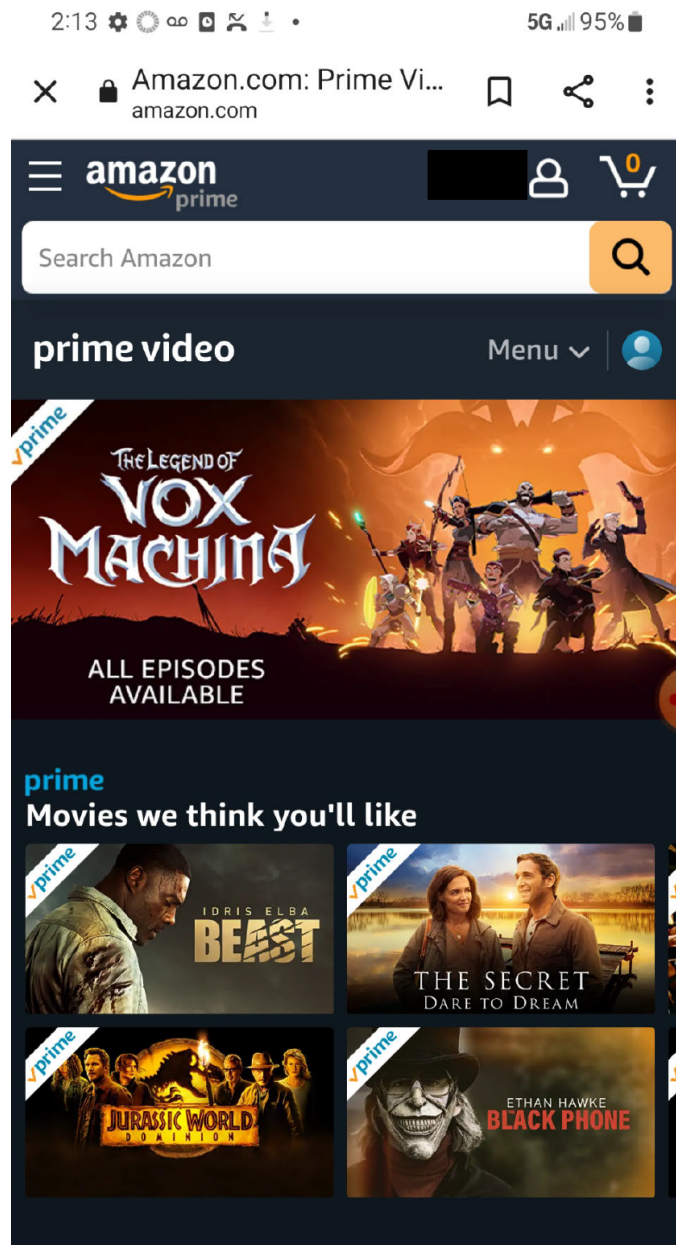 2:13
5G 95%
Amazon.com: Prime Vi...
amazon.com
amazon
prime
0
Search Amazon
prime video
Menu
prime
THE LEGEND OF
VOX
MACHINA
ALL EPISODES
AVAILABLE
prime
Movies we think you'll like
prime
IDRIS ELBA
BEAST
prime
THE SECRET
DARE TO DREAM
prime
JURASSIC WORLD
DOMINION
prime
ETHAN HAWKE
THE
BLACK PHONE